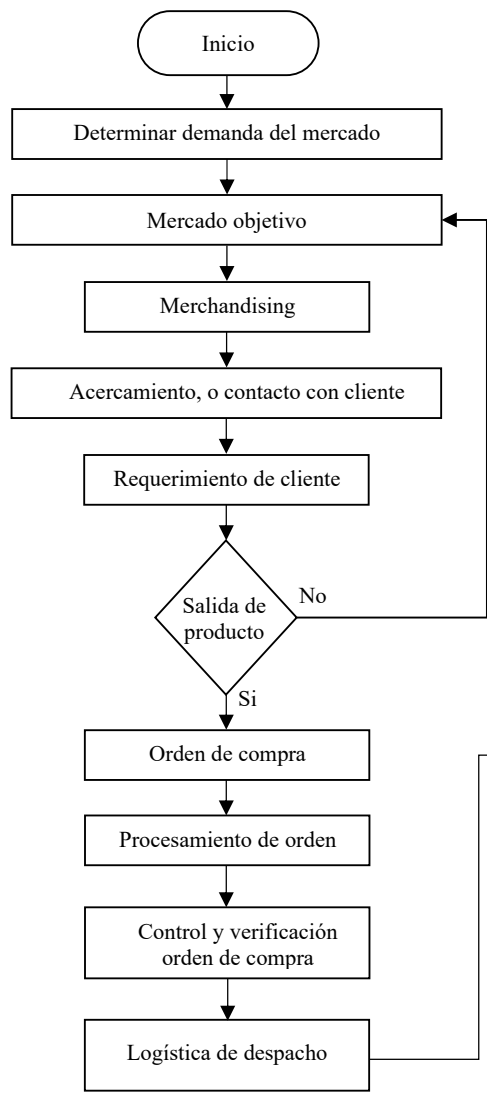 Inicio
Determinar demanda del mercado
Mercado objetivo
Merchandising
Acercamiento, o contacto con cliente
Requerimiento de cliente
Salida de
producto
No
Si
Orden de compra
Procesamiento de orden
Control y verificación
orden de compra
Logística de despacho